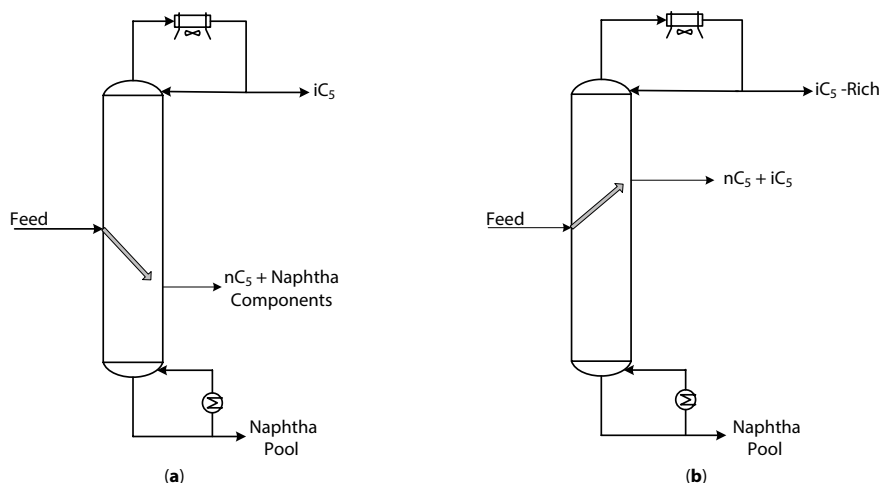 iC₅
Feed
nC₅ + Naphtha
Components
Naphtha
Pool
(a)
iC₅ -Rich
nC₅ + iC₅
Feed
Naphtha
Pool
(b)